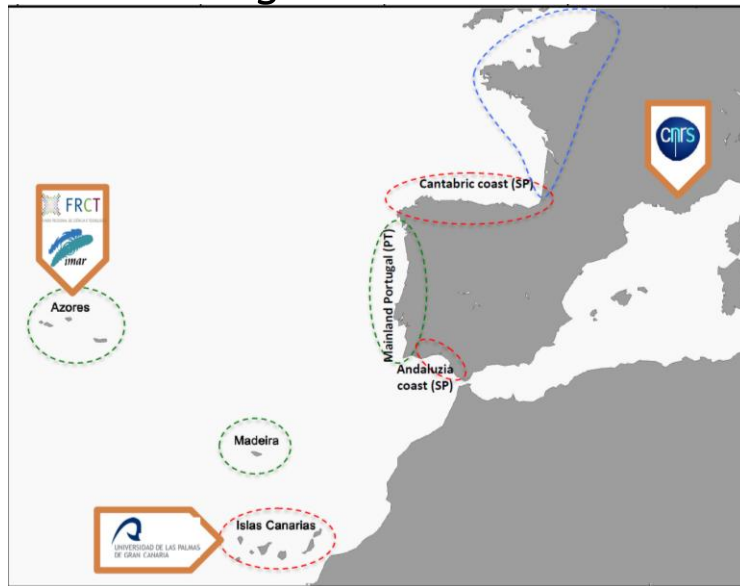 Cantabric coast (SP)
cnrs
FRCT
imar
Azores
Mainland Portugal (PT)
Andaluzia
coast (SP)
Madeira
Islas Canarias
UNIVERSIDAD DE LAS PALMAS
DE GRAN CANARIA